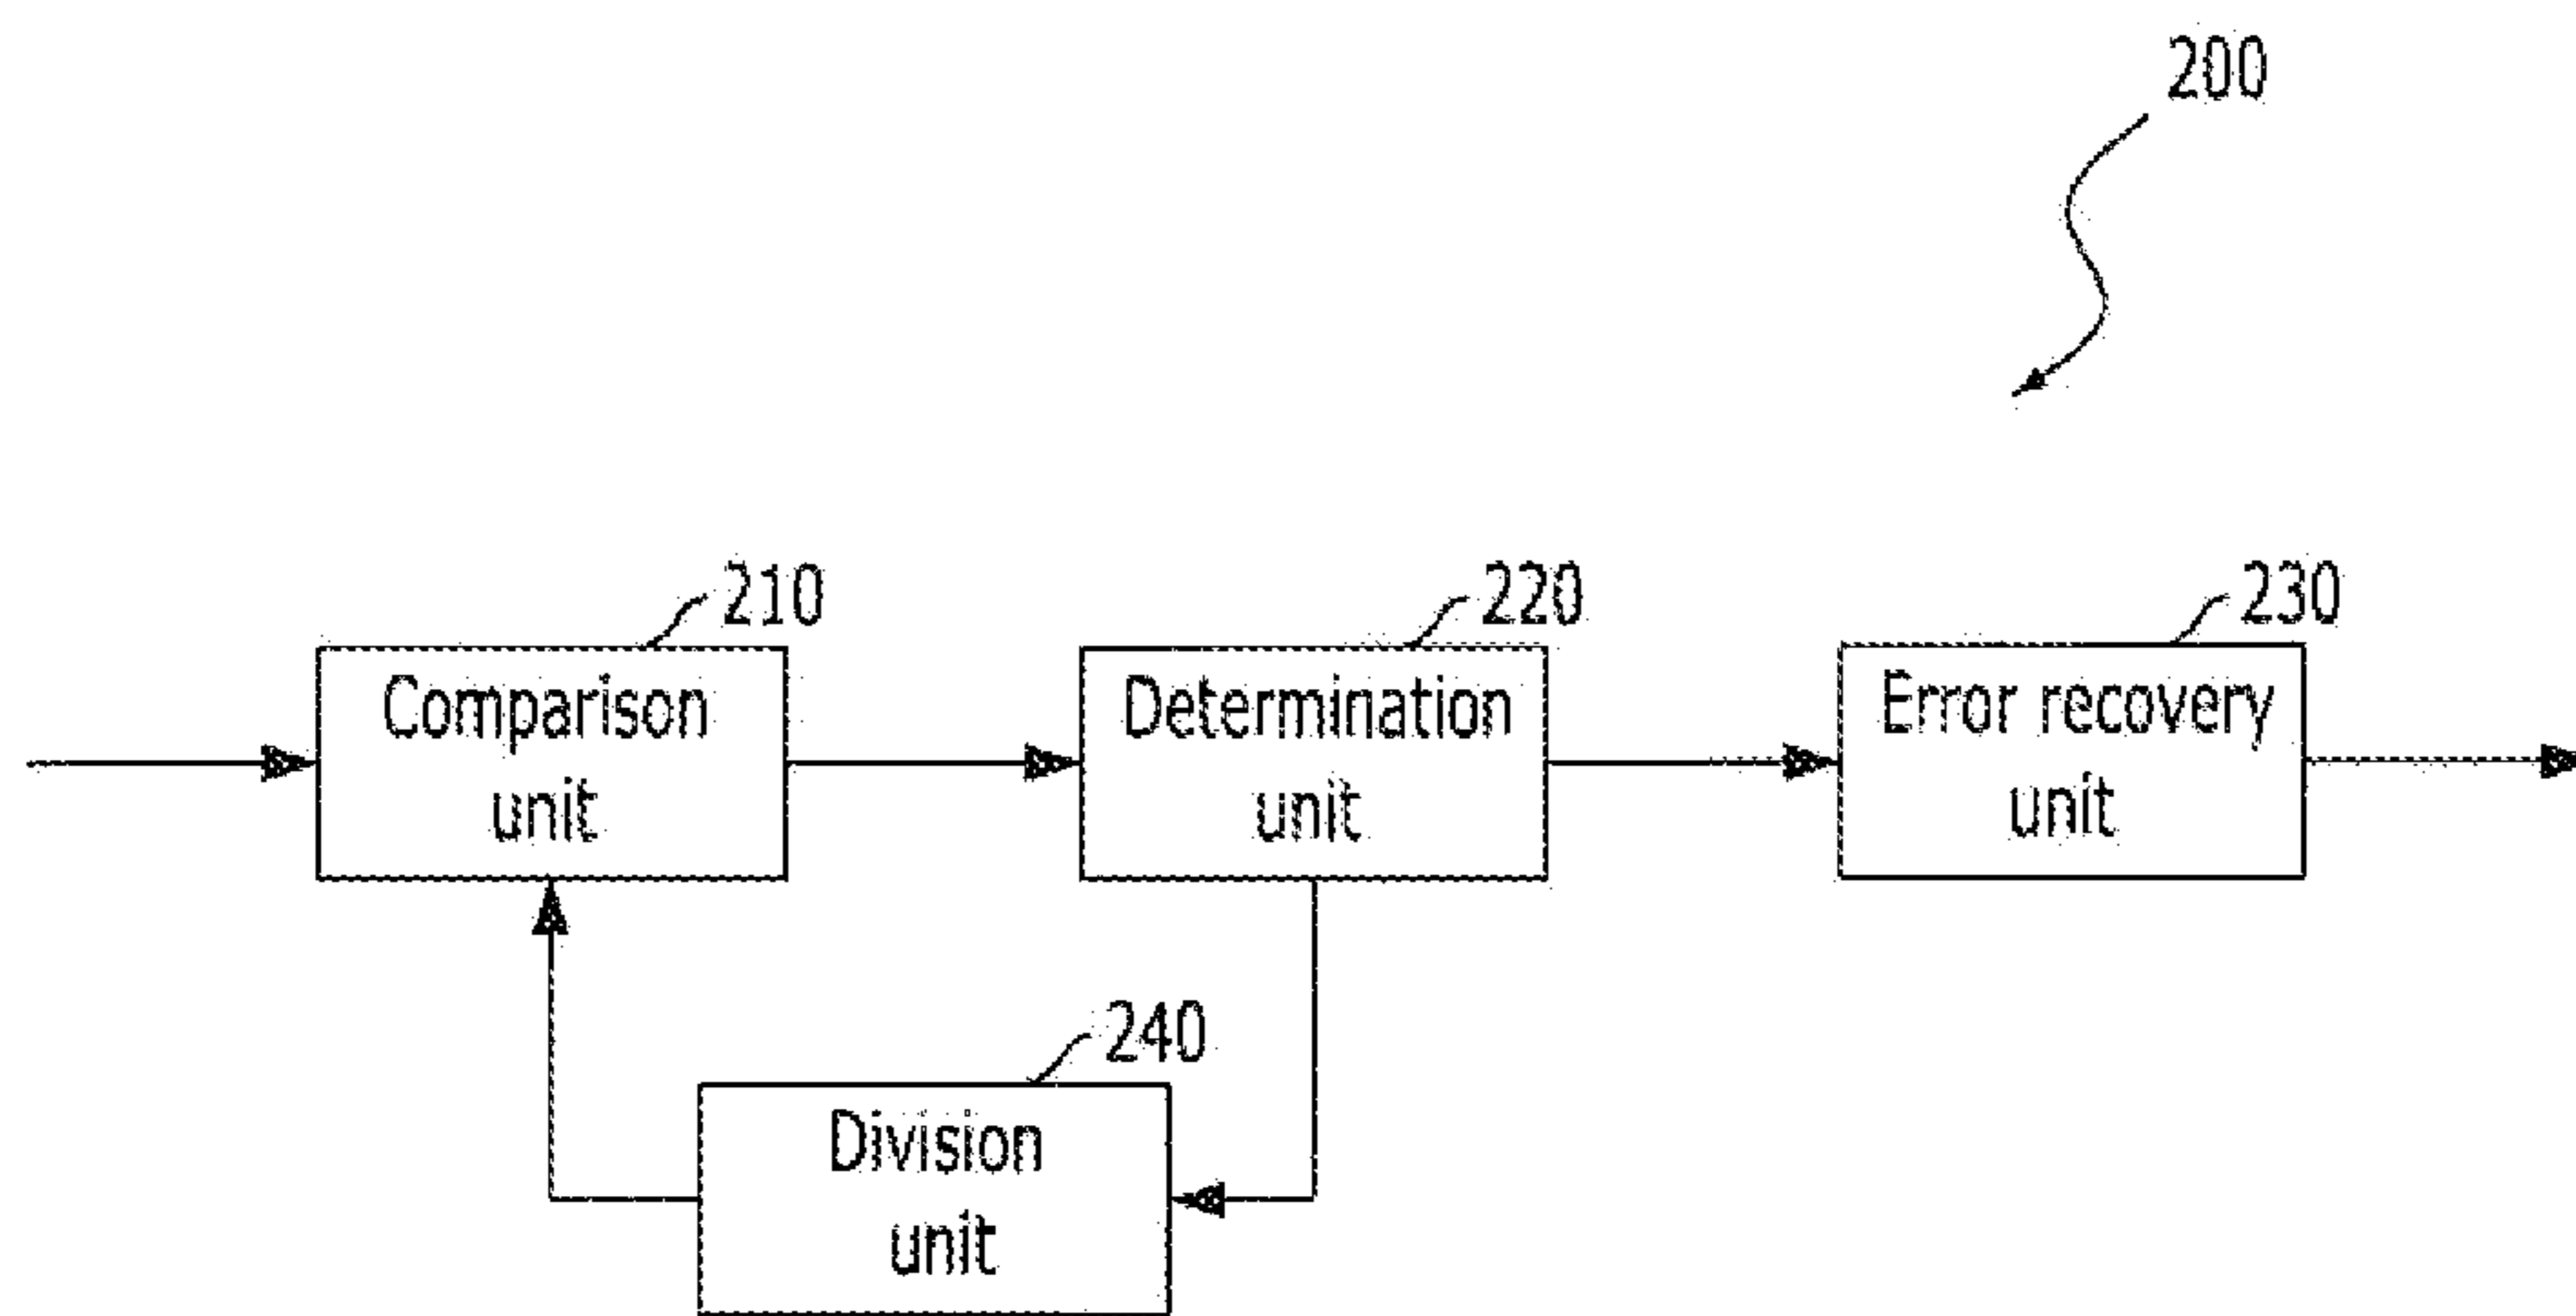 200
210
Comparison
unit
220
Determination
unit
230
Error recovery
unit
240
Division
unit